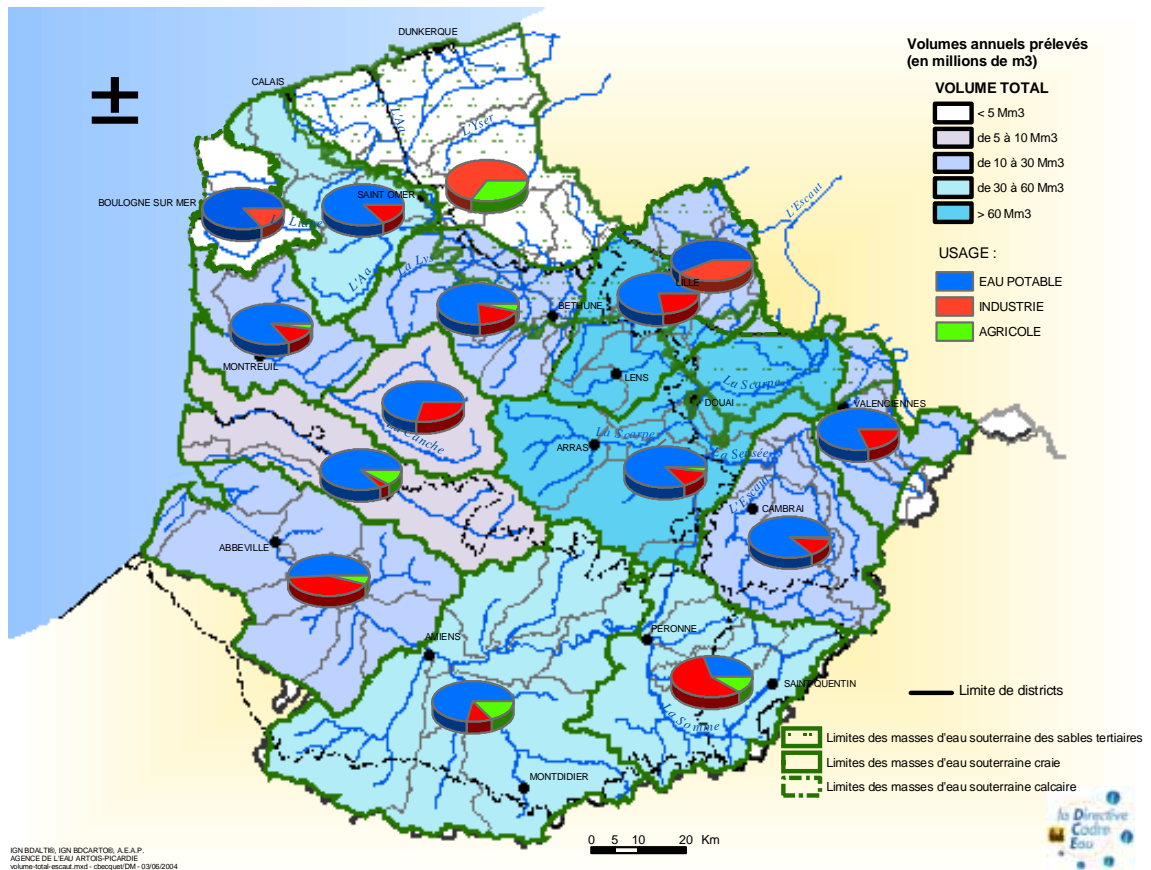 DUNKERQUE
CALAIS
L'Aa
L'Yser
BOULOGNE SUR MER
SAINT OMER
L'Aa
La Lys
BETHUNE
LILLE
L'Escaut
MONTREUIL
LENS
La Scarpe
DOUAI
VALENCIENNES
La Canche
ARRAS
La Scarpe
La Sensée
L'Escaut
CAMBRAI
ABBEVILLE
AMIENS
PERONNE
SAINT QUENTIN
La Somme
MONTDIDIER
Volumes annuels prélevés
(en millions de m3)
VOLUME TOTAL
< 5 Mm3
de 5 à 10 Mm3
de 10 à 30 Mm3
de 30 à 60 Mm3
> 60 Mm3
USAGE :
EAU POTABLE
INDUSTRIE
AGRICOLE
Limite de districts
Limites des masses d'eau souterraine des sables tertiaires
Limites des masses d'eau souterraine craie
Limites des masses d'eau souterraine calcaire
0 5 10 20 Km
la Directive
Cadre
Eau
IGN BDALTI®, IGN BDCARTO®, A.E.A.P.
AGENCE DE L'EAU ARTOIS-PICARDIE
volume-total-escaut.mxd - cbecquet/DM - 03/06/2004